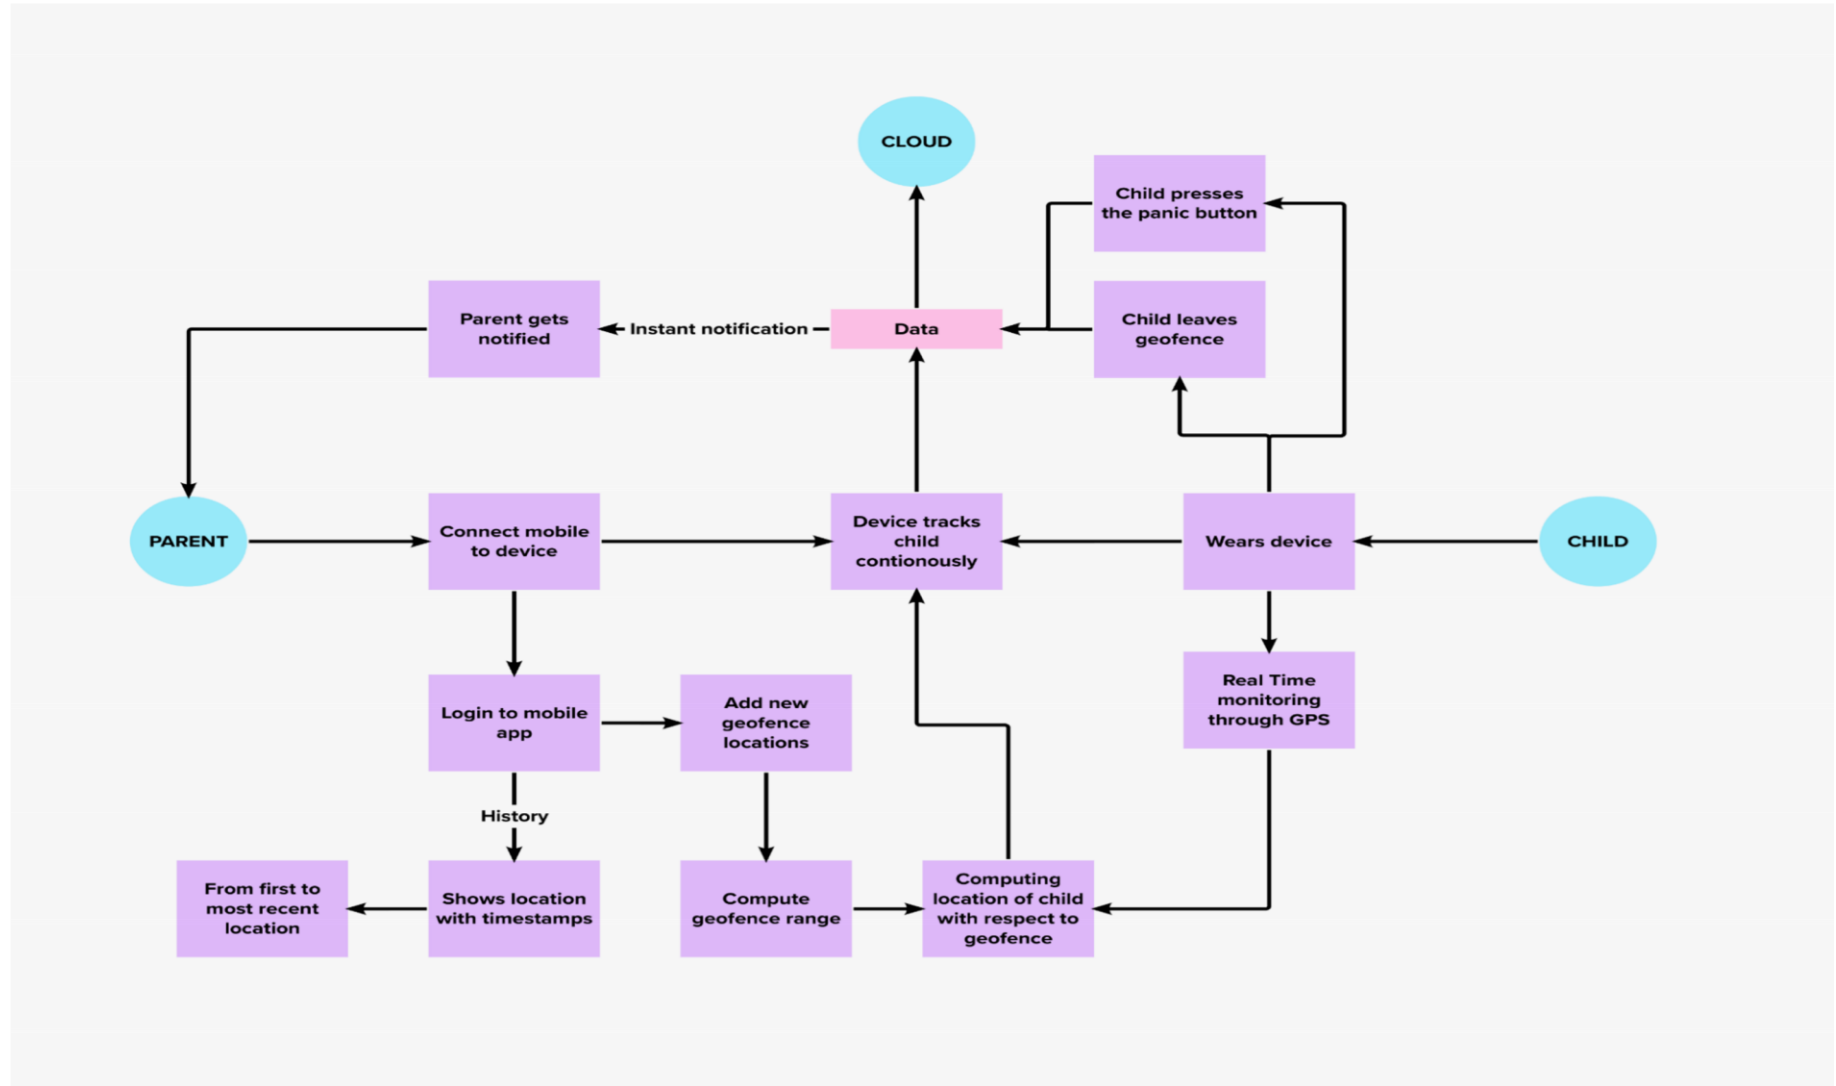 CLOUD
Child presses
the panic button
Parent gets
notified
Instant notification
Data
Child leaves
geofence
PARENT
Connect mobile
to device
Device tracks
child
contionously
Wears device
CHILD
Login to mobile
app
Add new
geofence
locations
Real Time
monitoring
through GPS
History
From first to
most recent
location
Shows location
with timestamps
Compute
geofence range
Computing
location of child
with respect to
geofence